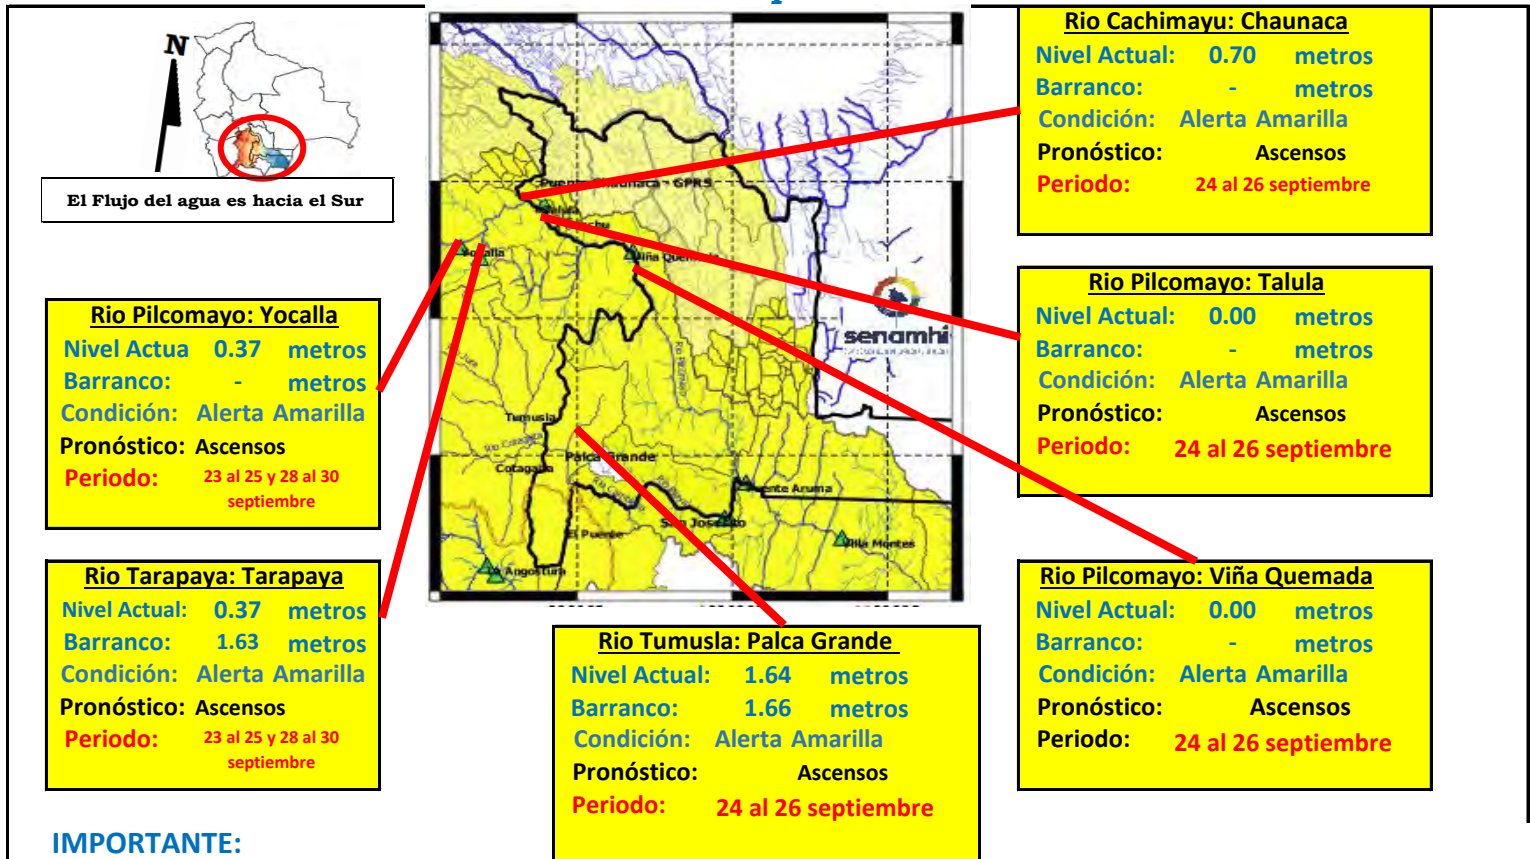 N
El Flujo del agua es hacia el Sur
Rio Pilcomayo: Yocalla
Nivel Actua 0.37 metros
Barranco: - metros
Condición: Alerta Amarilla
Pronóstico: Ascensos
Periodo: 23 al 25 y 28 al 30
septiembre
Rio Tarapaya: Tarapaya
Nivel Actual: 0.37 metros
Barranco: 1.63 metros
Condición: Alerta Amarilla
Pronóstico: Ascensos
Periodo: 23 al 25 y 28 al 30
septiembre
Puente Chaunaca - GPRS
Talula
Yocalla
Viña Quemada
senamhi
Tumusla
Palca Grande
Cotagaita
Puente Aruma
San Josecito
El Puente
Villa Montes
La Angostura
Rio Tumusla: Palca Grande
Nivel Actual: 1.64 metros
Barranco: 1.66 metros
Condición: Alerta Amarilla
Pronóstico: Ascensos
Periodo: 24 al 26 septiembre
Rio Cachimayu: Chaunaca
Nivel Actual: 0.70 metros
Barranco: - metros
Condición: Alerta Amarilla
Pronóstico: Ascensos
Periodo: 24 al 26 septiembre
Rio Pilcomayo: Talula
Nivel Actual: 0.00 metros
Barranco: - metros
Condición: Alerta Amarilla
Pronóstico: Ascensos
Periodo: 24 al 26 septiembre
Rio Pilcomayo: Viña Quemada
Nivel Actual: 0.00 metros
Barranco: - metros
Condición: Alerta Amarilla
Pronóstico: Ascensos
Periodo: 24 al 26 septiembre
IMPORTANTE: